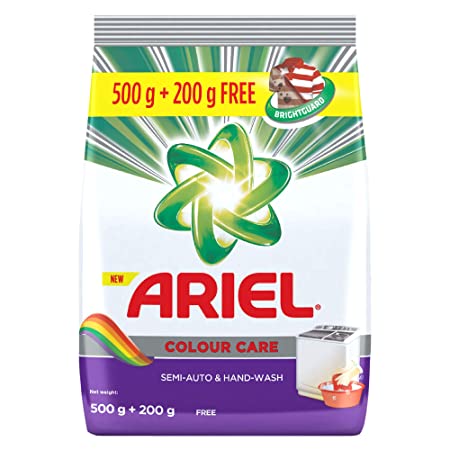 500 g + 200 g FREE
BRIGHTGUARD
NEW
ARIEL®
COLOUR CARE
SEMI-AUTO & HAND-WASH
Net weight:
500 g + 200 g FREE